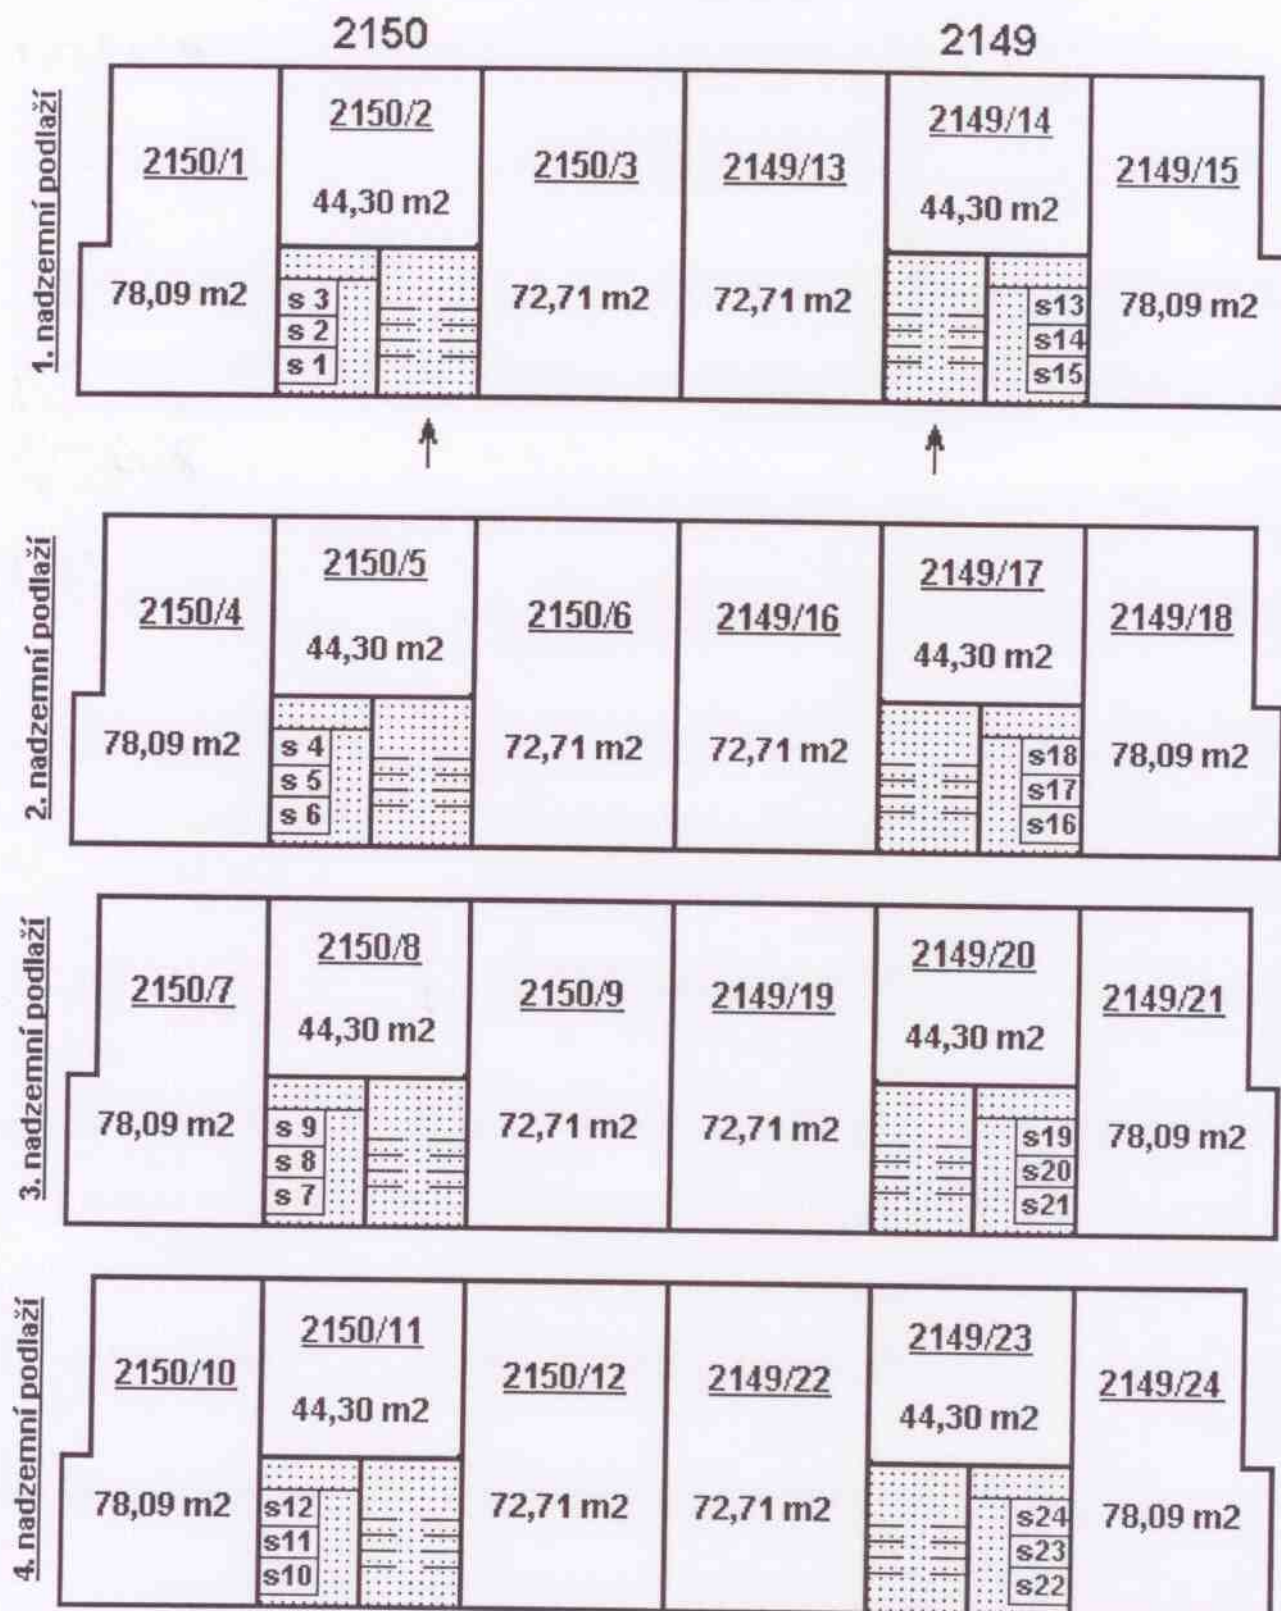 2150 2149
1. nadzemní podlaží
2150/1 2150/2 2150/3 2149/13 2149/14 2149/15
78,09 m2 44,30 m2 72,71 m2 72,71 m2 44,30 m2 78,09 m2
s 3 s13
s 2 s14
s 1 s15
2. nadzemní podlaží
2150/4 2150/5 2150/6 2149/16 2149/17 2149/18
78,09 m2 44,30 m2 72,71 m2 72,71 m2 44,30 m2 78,09 m2
s 4 s18
s 5 s17
s 6 s16
3. nadzemní podlaží
2150/7 2150/8 2150/9 2149/19 2149/20 2149/21
78,09 m2 44,30 m2 72,71 m2 72,71 m2 44,30 m2 78,09 m2
s 9 s19
s 8 s20
s 7 s21
4. nadzemní podlaží
2150/10 2150/11 2150/12 2149/22 2149/23 2149/24
78,09 m2 44,30 m2 72,71 m2 72,71 m2 44,30 m2 78,09 m2
s12 s24
s11 s23
s10 s22